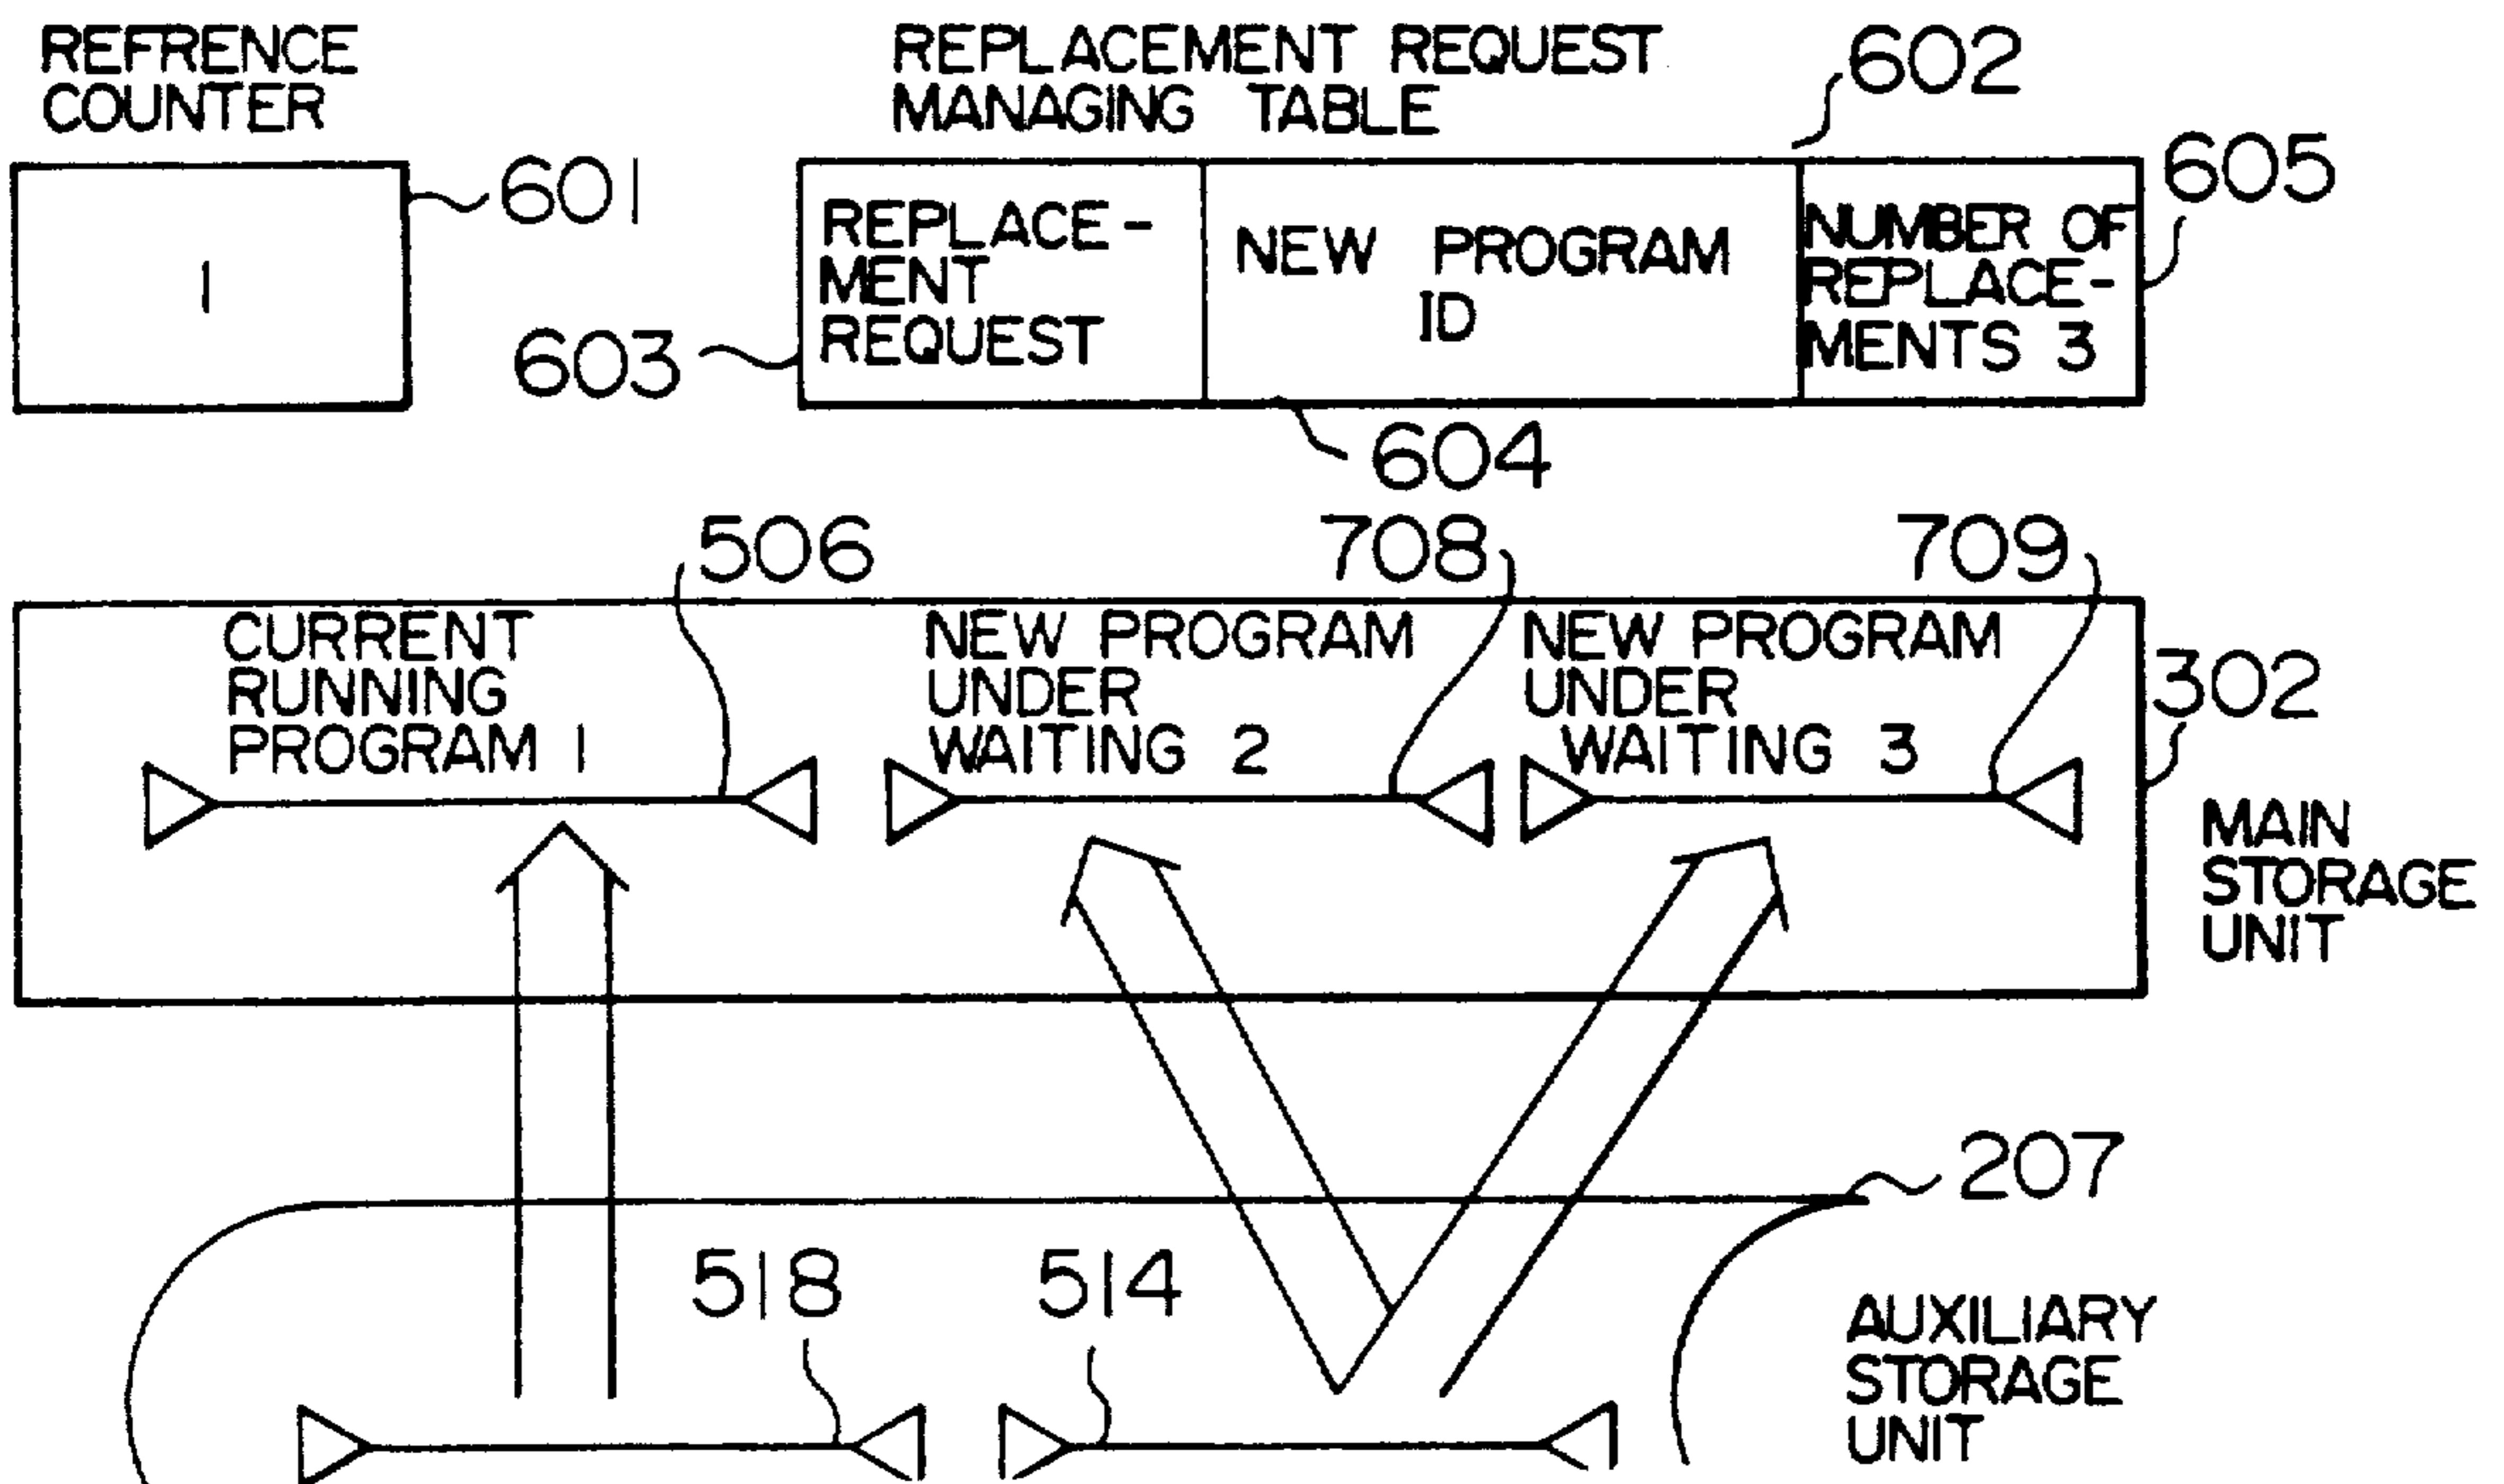 REFRENCE
COUNTER
REPLACEMENT REQUEST
MANAGING TABLE
602
605
601
1
603
REPLACE-
MENT
REQUEST
NEW PROGRAM
ID
NUMBER OF
REPLACE-
MENTS 3
604
506
708
709
CURRENT
RUNNING
PROGRAM 1
NEW PROGRAM
UNDER
WAITING 2
NEW PROGRAM
UNDER
WAITING 3
302
MAIN
STORAGE
UNIT
207
518
514
AUXILIARY
STORAGE
UNIT